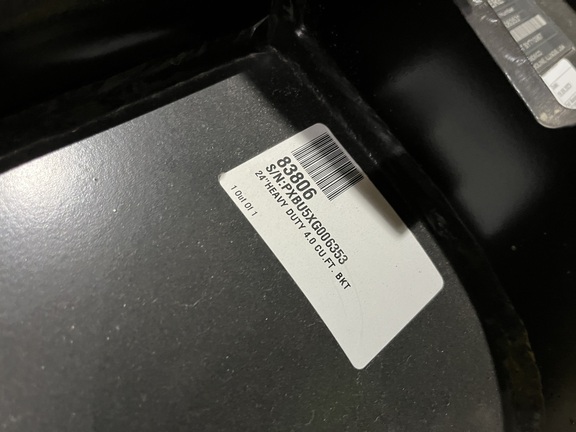 83806
S/N:PXBU5XG006353
24"HEAVY DUTY 4.0 CU.FT. BKT
1 Out Of 1